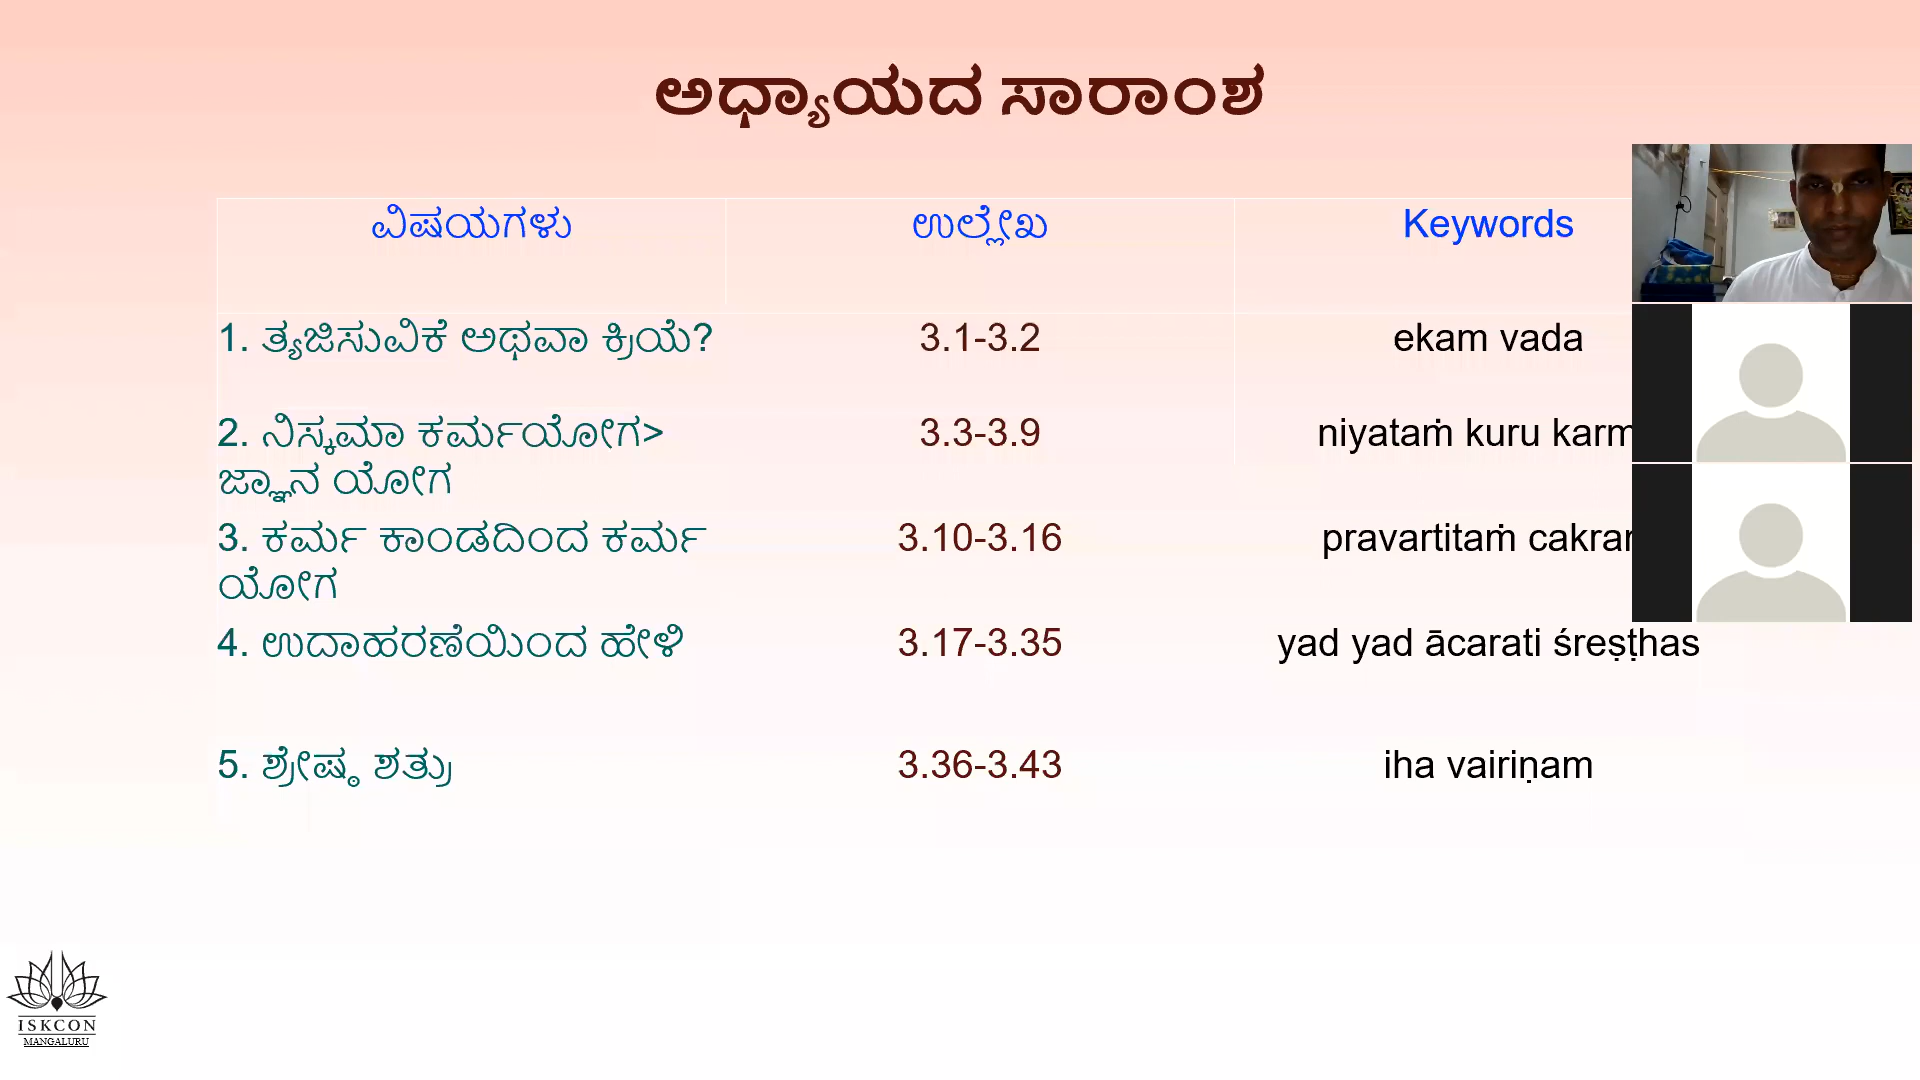 ಅಧ್ಯಾಯದ ಸಾರಾಂಶ
ವಿಷಯಗಳು ಉಲ್ಲೇಖ Keywords
1. ತ್ಯಜಿಸುವಿಕೆ ಅಥವಾ ಕ್ರಿಯೆ? 3.1-3.2 ekam vada
2. ನಿಸ್ಕಮಾ ಕರ್ಮಯೋಗ> 3.3-3.9 niyataṁ kuru karm
ಜ್ಞಾನ ಯೋಗ
3. ಕರ್ಮ ಕಾಂಡದಿಂದ ಕರ್ಮ 3.10-3.16 pravartitaṁ
ಯೋಗ
4. ಉದಾಹರಣೆಯಿಂದ ಹೇಳಿ 3.17-3.35 yad yad ācarati śreṣṭhas
5. ಶ್ರೇಷ್ಠ ಶತ್ರು 3.36-3.43 iha vairiṇam
ISKCON
MANGALURU